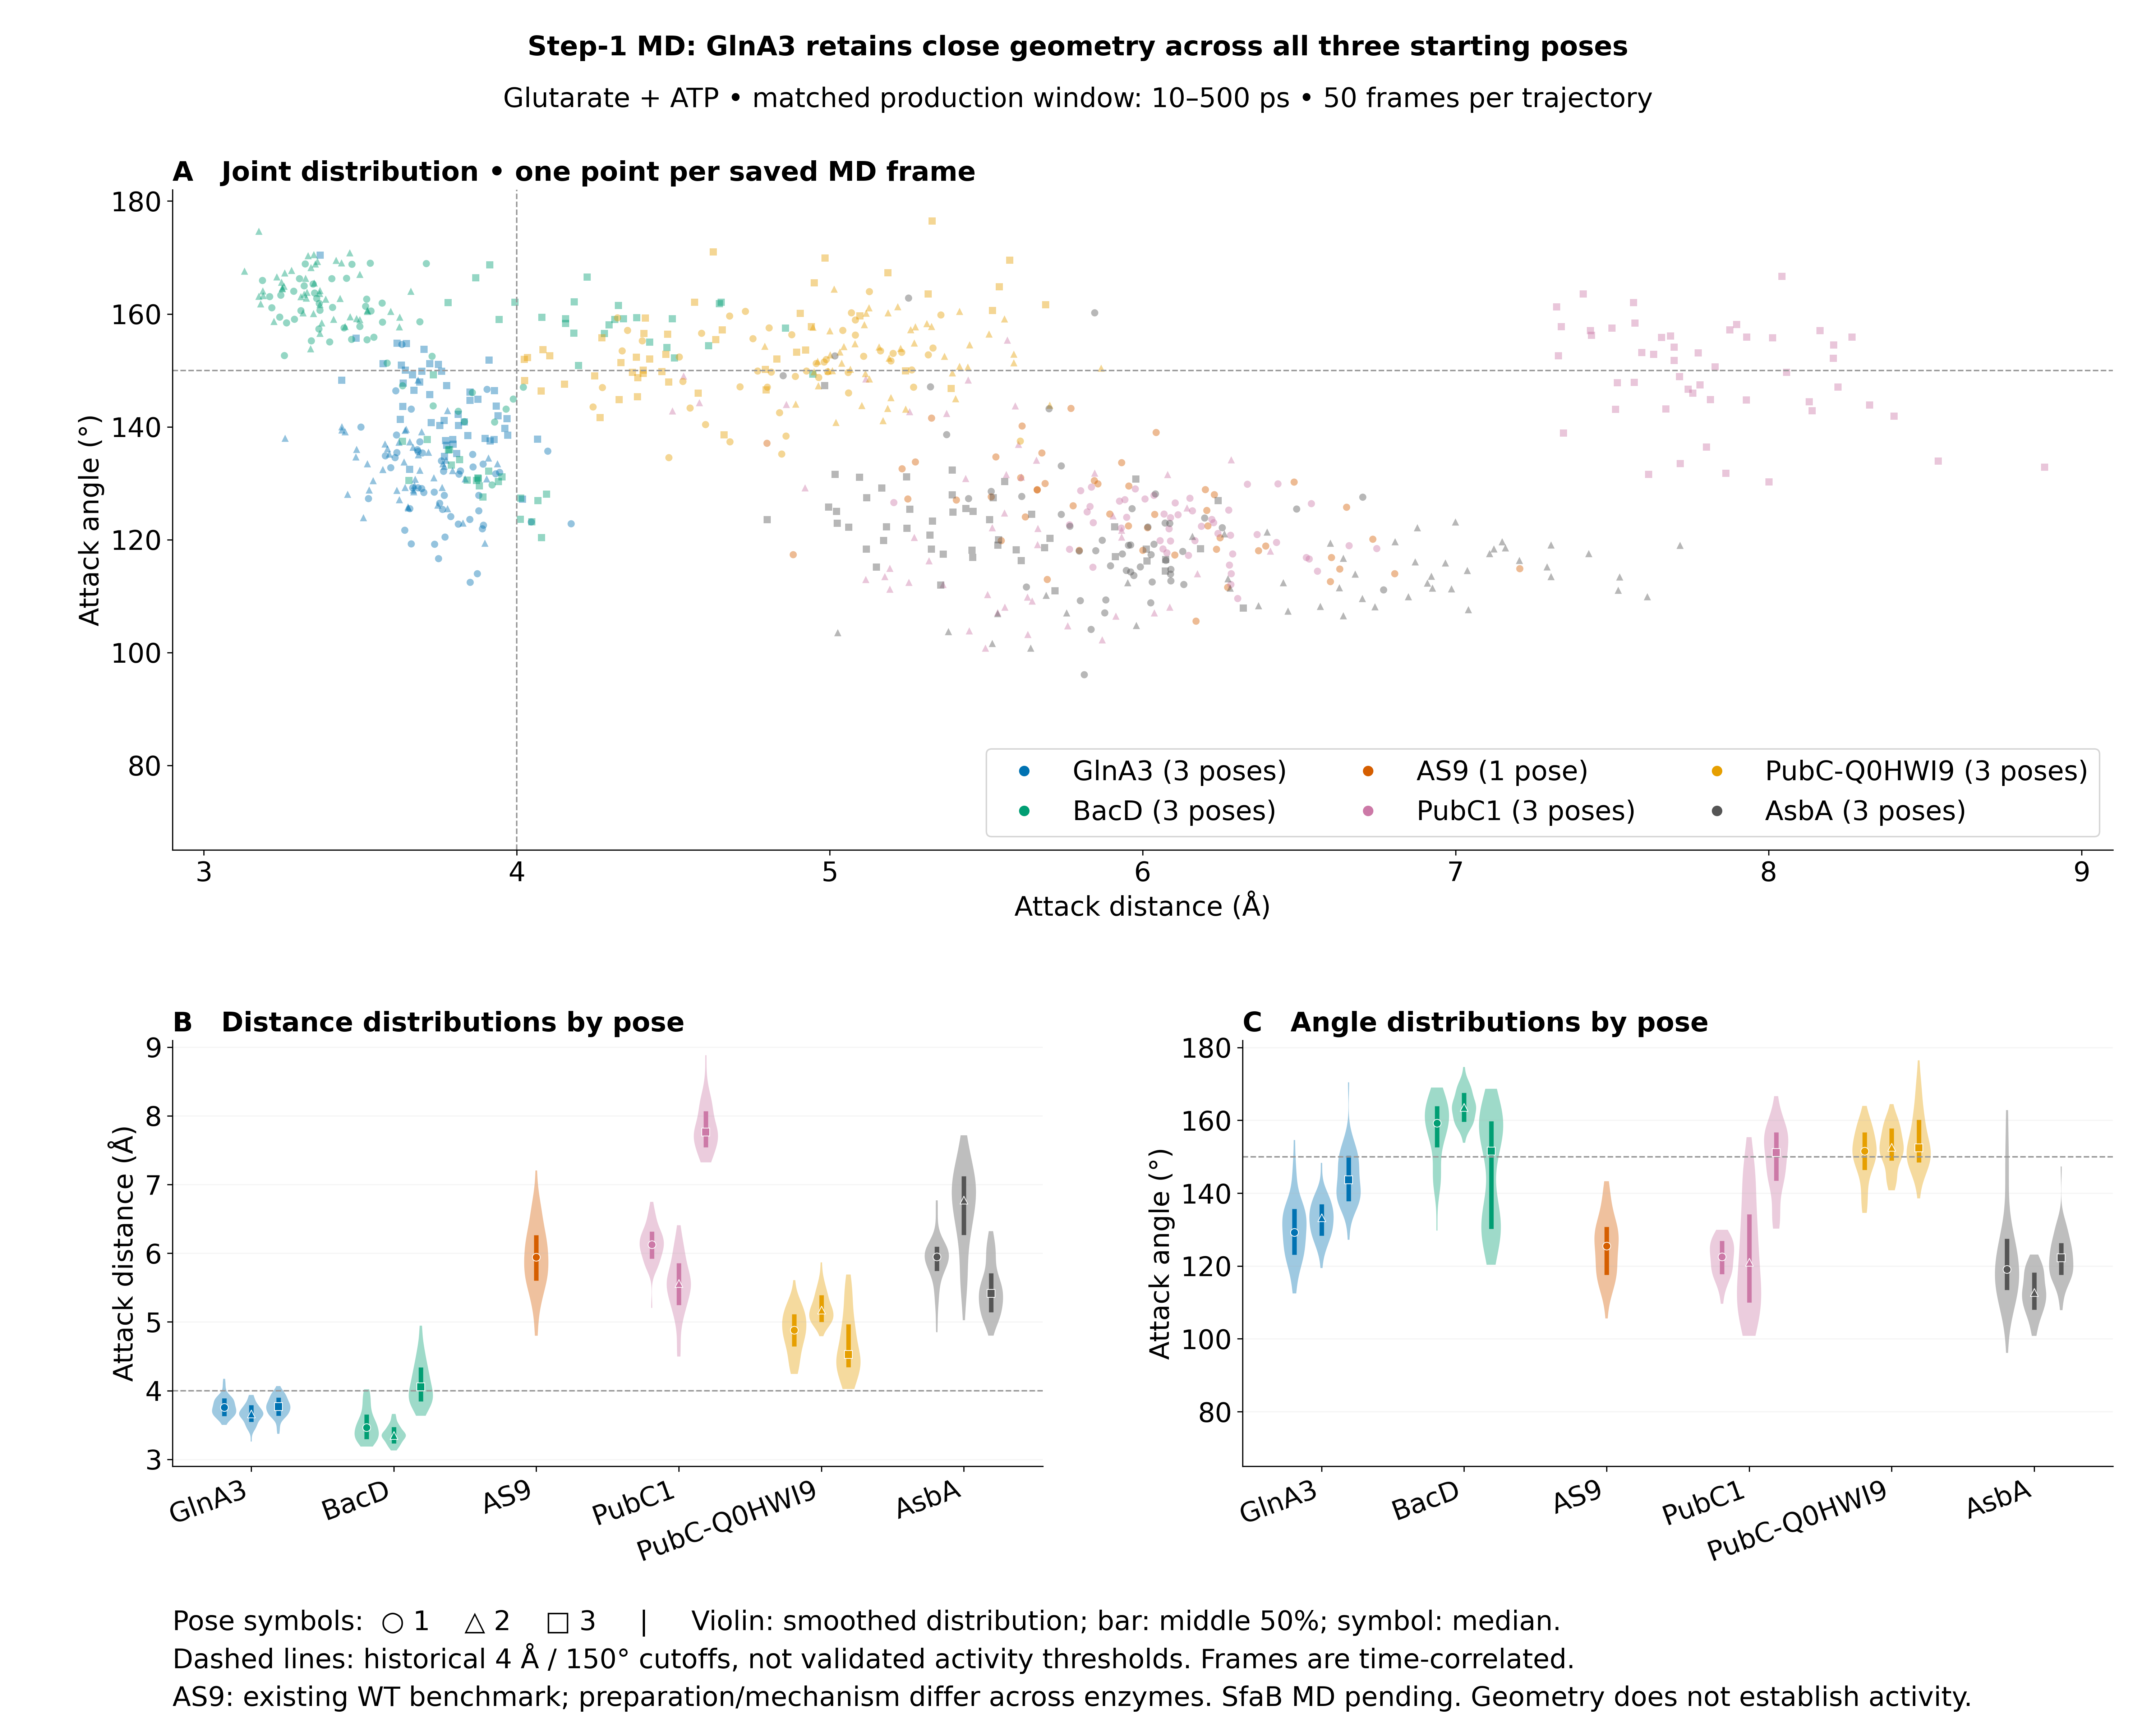 Step-1 MD: GlnA3 retains close geometry across all three starting poses
Glutarate + ATP • matched production window: 10–500 ps • 50 frames per trajectory
A Joint distribution • one point per saved MD frame
180
160
140
120
100
80
Attack angle (°)
3 4 5 6 7 8 9
Attack distance (Å)
GlnA3 (3 poses) AS9 (1 pose) PubC-Q0HWI9 (3 poses)
BacD (3 poses) PubC1 (3 poses) AsbA (3 poses)
B Distance distributions by pose
9
8
7
6
5
4
3
Attack distance (Å)
GlnA3 BacD AS9 PubC1 PubC-Q0HWI9 AsbA
C Angle distributions by pose
180
160
140
120
100
80
Attack angle (°)
GlnA3 BacD AS9 PubC1 PubC-Q0HWI9 AsbA
Pose symbols: ○ 1 △ 2 □ 3 | Violin: smoothed distribution; bar: middle 50%; symbol: median.
Dashed lines: historical 4 Å / 150° cutoffs, not validated activity thresholds. Frames are time-correlated.
AS9: existing WT benchmark; preparation/mechanism differ across enzymes. SfaB MD pending. Geometry does not establish activity.